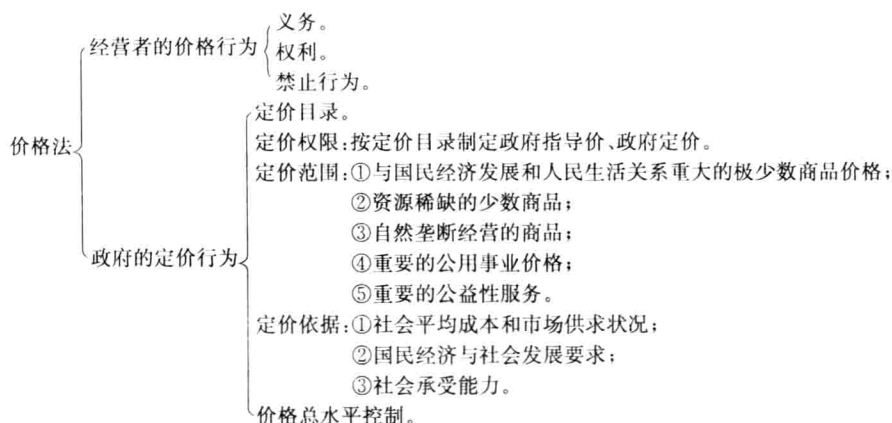 义务。
经营者的价格行为
权利。
禁止行为。
定价目录。
定价权限:按定价目录制定政府指导价、政府定价。
价格法
定价范围:①与国民经济发展和人民生活关系重大的极少数商品价格;
②资源稀缺的少数商品;
③自然垄断经营的商品;
政府的定价行为
④重要的公用事业价格;
⑤重要的公益性服务。
定价依据:①社会平均成本和市场供求状况;
②国民经济与社会发展要求;
③社会承受能力。
价格总水平控制。